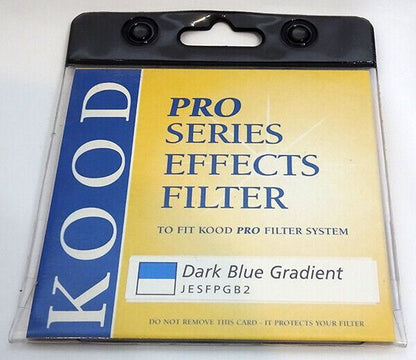 KOOD
PRO
SERIES
EFFECTS
FILTER
TO FIT KOOD PRO FILTER SYSTEM
Dark Blue Gradient
JESFPGB2
DO NOT REMOVE THIS CARD - IT PROTECTS YOUR FILTER